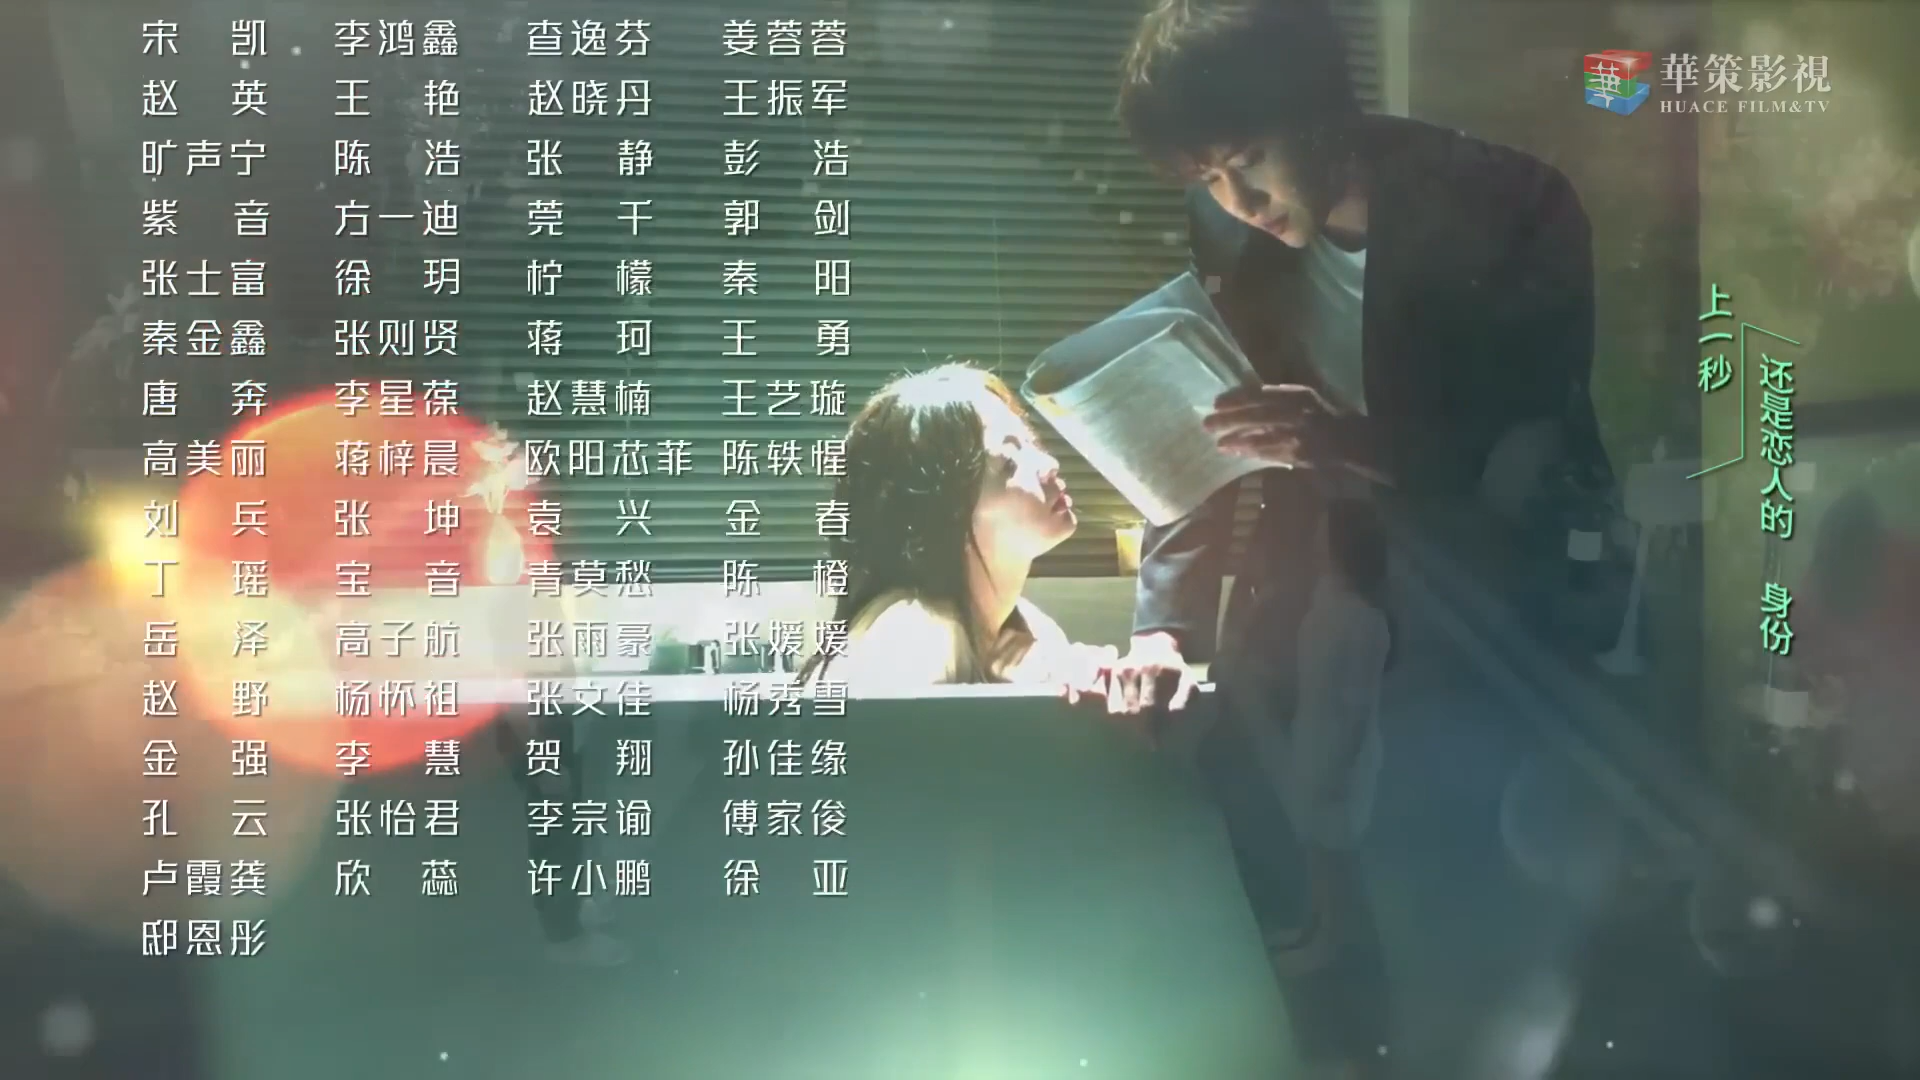 宋凯 李鸿鑫 查逸芬 姜蓉蓉
赵英 王艳 赵晓丹 王振军
旷声宁 陈浩 张静 彭浩
紫音 方一迪 莞千 郭剑
张士富 徐玥 柠檬 秦阳
秦金鑫 张则贤 蒋珂 王勇
唐奔 李星葆 赵慧楠 王艺璇
高美丽 蒋梓晨 欧阳芯菲 陈轶惺
刘兵 张坤 袁兴 金春
丁瑶 宝音 青莫愁 陈橙
岳泽 高子航 张雨豪 张媛媛
赵野 杨怀祖 张文佳 杨秀雪
金强 李慧 贺翔 孙佳缘
孔云 张怡君 李宗谕 傅家俊
卢霞龚 欣蕊 许小鹏 徐亚
邸恩彤
華策影視
HUACE FILM&TV
上一秒
还是恋人的 身份